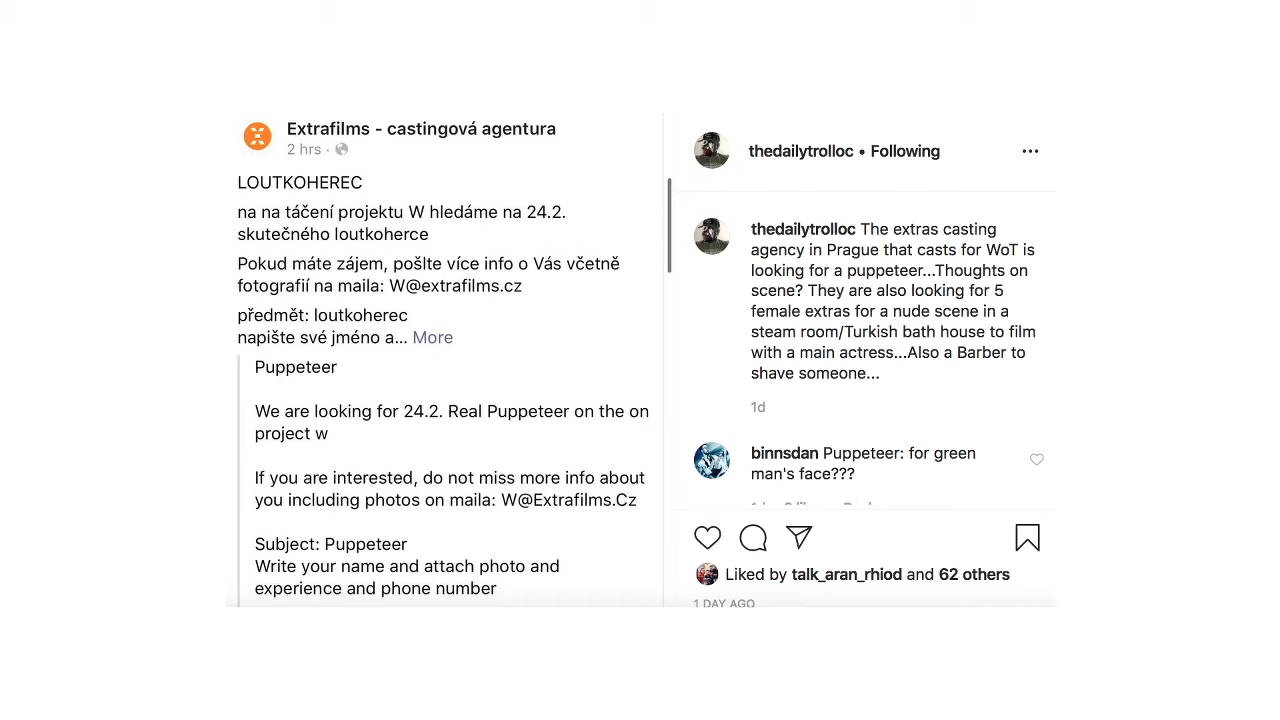 Extrafilms - castingová agentura
2 hrs ·
LOUTKOHEREC
na na táčení projektu W hledáme na 24.2.
skutečného loutkoherce
Pokud máte zájem, pošlte více info o Vás včetně
fotografií na maila: W@extrafilms.cz
předmět: loutkoherec
napište své jméno a... More
Puppeteer
We are looking for 24.2. Real Puppeteer on the on
project w
If you are interested, do not miss more info about
you including photos on maila: W@Extrafilms.Cz
Subject: Puppeteer
Write your name and attach photo and
experience and phone number
thedailytrolloc • Following
thedailytrolloc The extras casting
agency in Prague that casts for WoT is
looking for a puppeteer...Thoughts on
scene? They are also looking for 5
female extras for a nude scene in a
steam room/Turkish bath house to film
with a main actress...Also a Barber to
shave someone...
1d
binnsdan Puppeteer: for green
man's face???
Liked by talk_aran_rhiod and 62 others
1 DAY AGO